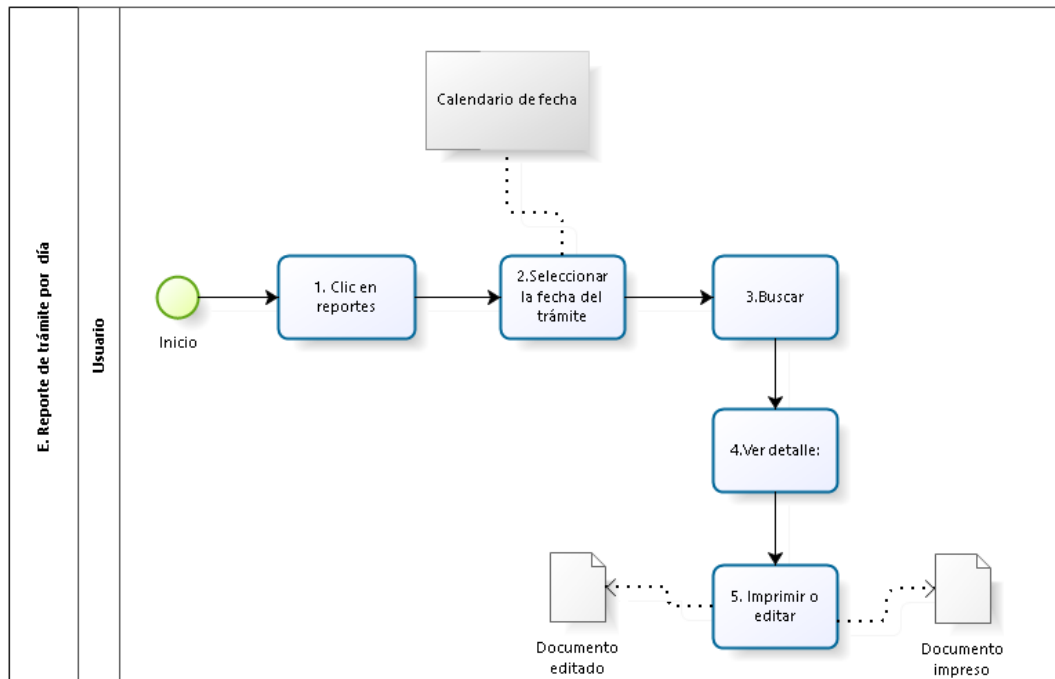 E. Reporte de trámite por día
Usuario
Calendario de fecha
Inicio
1. Clic en
reportes
2.Seleccionar
la fecha del
trámite
3.Buscar
4.Ver detalle:
5. Imprimir o
editar
Documento
editado
Documento
impreso